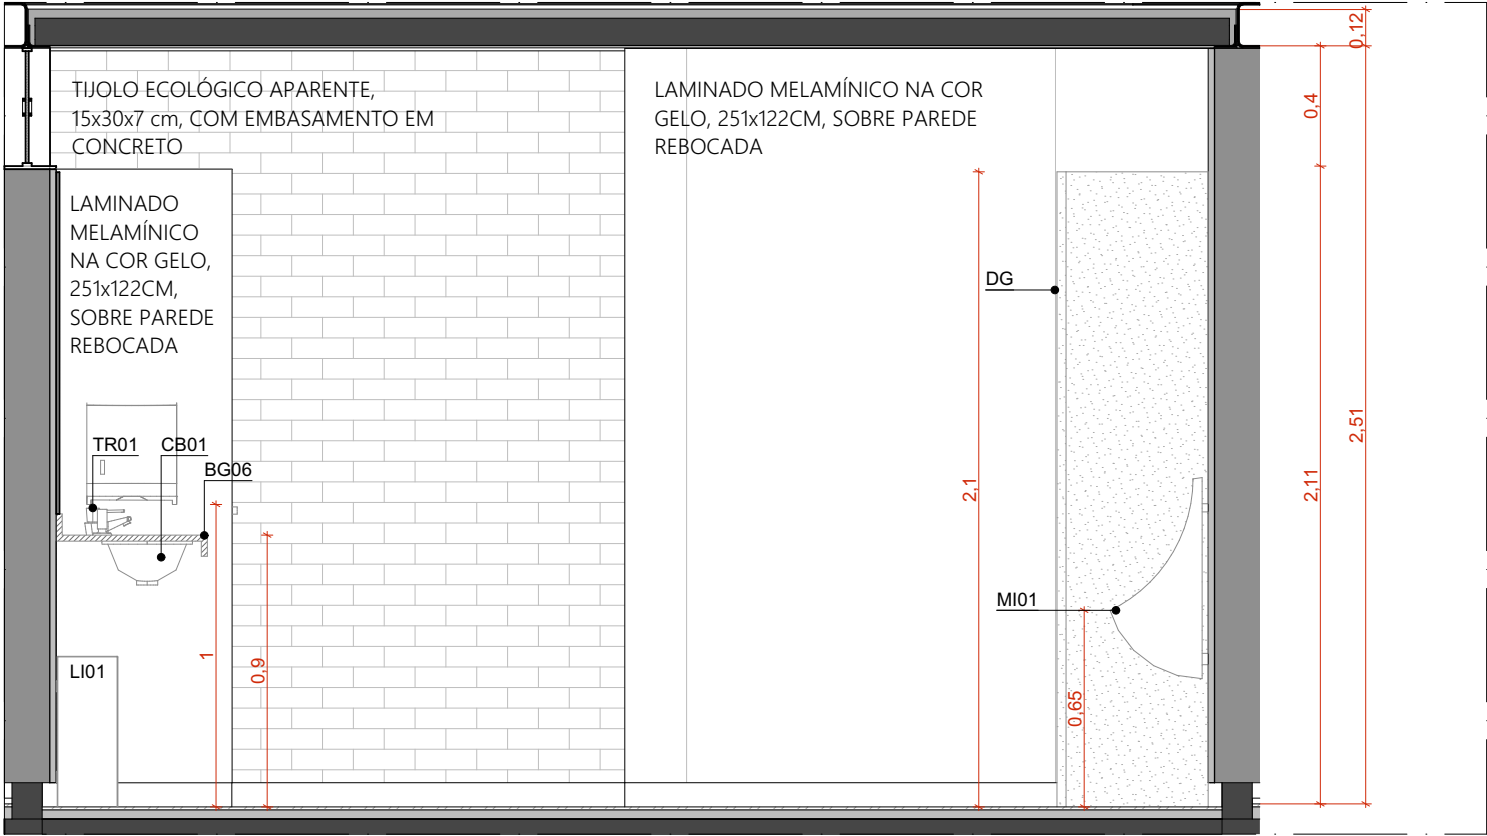 0,12
TIJOLO ECOLÓGICO APARENTE,
15x30x7 cm, COM EMBASAMENTO EM
CONCRETO
LAMINADO MELAMÍNICO NA COR
GELO, 251x122CM, SOBRE PAREDE
REBOCADA
0,4
LAMINADO
MELAMÍNICO
NA COR GELO,
251x122CM,
SOBRE PAREDE
REBOCADA
DG
2,51
TR01
CB01
BG06
2,1
2,11
MI01
1
0,9
LI01
0,65